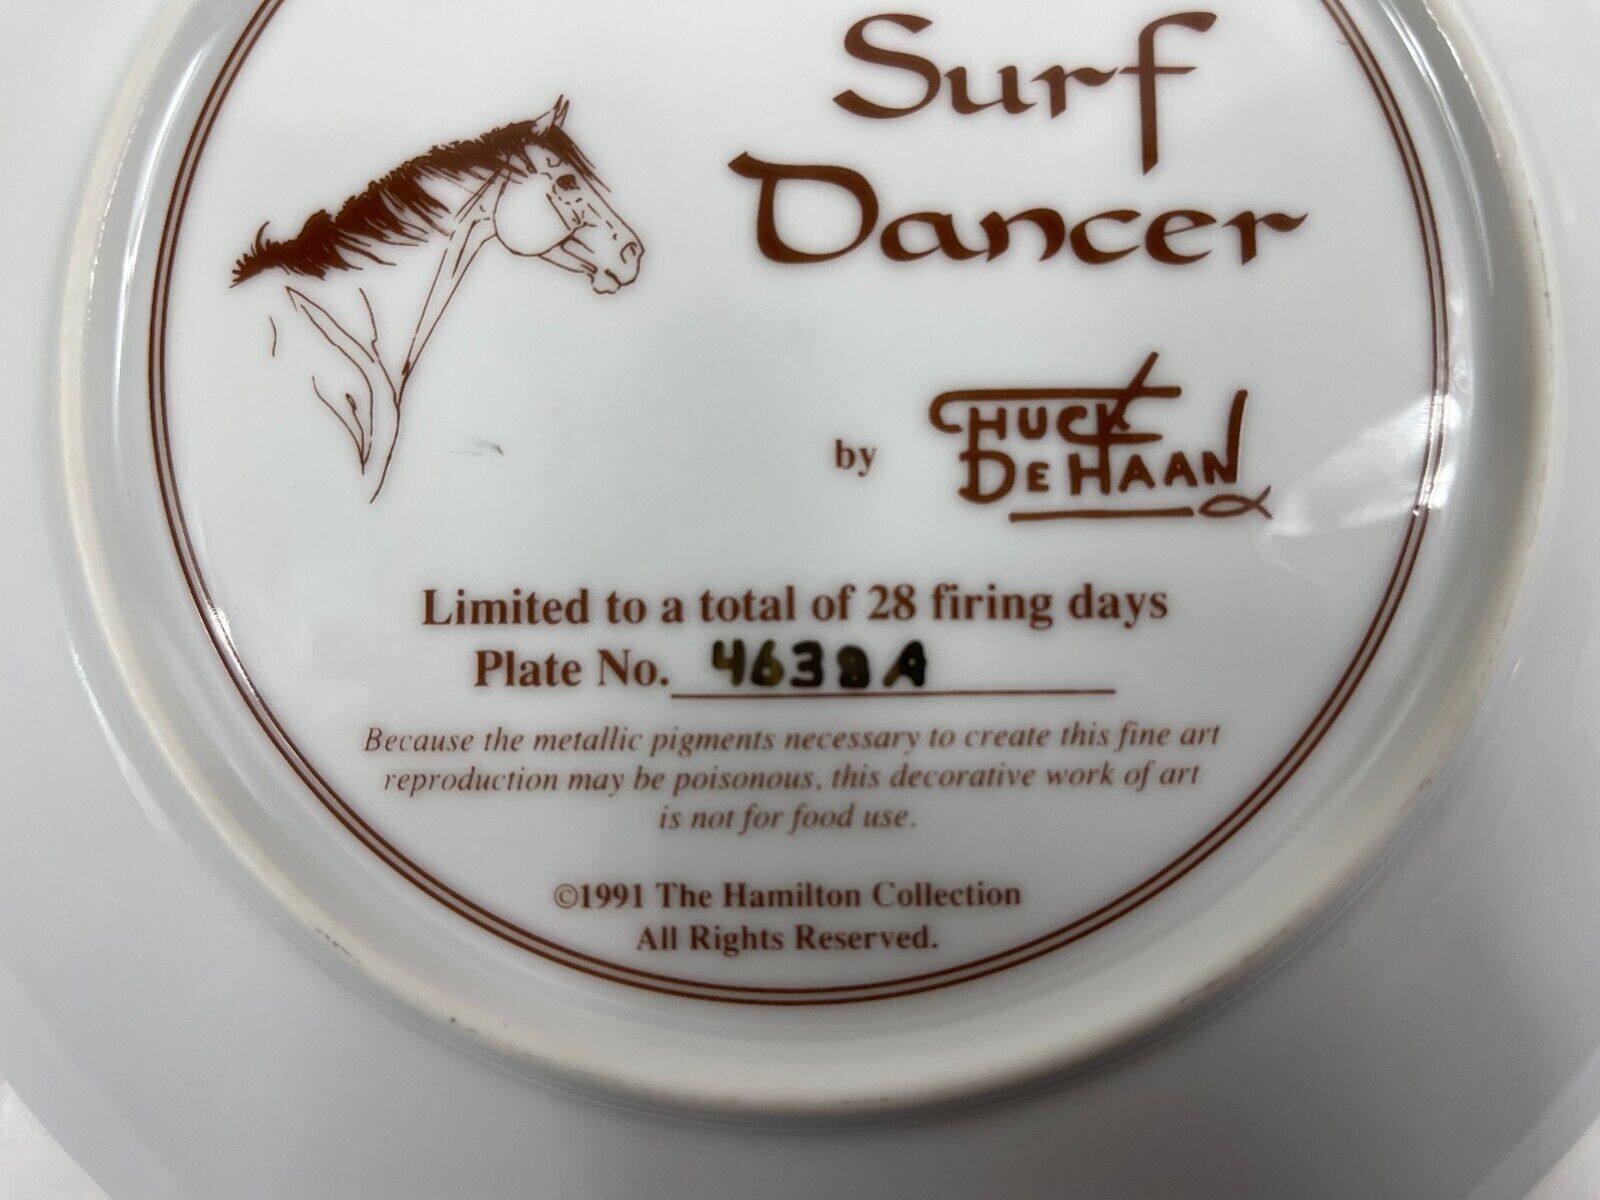 Surf
Dancer
by CHUCK
DEHAAN
Limited to a total of 28 firing days
Plate No. 4638A
Because the metallic pigments necessary to create this fine art
reproduction may be poisonous, this decorative work of art
is not for food use.
©1991 The Hamilton Collection
All Rights Reserved.